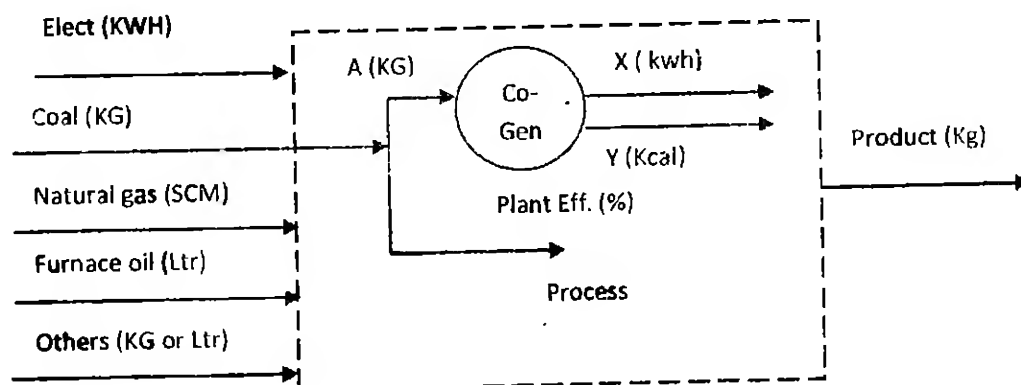 Elect (KWH)
A (KG)
X ( kwh)
Coal (KG)
Co-
Gen
Product (Kg)
Y (Kcal)
Natural gas (SCM)
Plant Eff. (%)
Furnace oil (Ltr)
Process
Others (KG or Ltr)